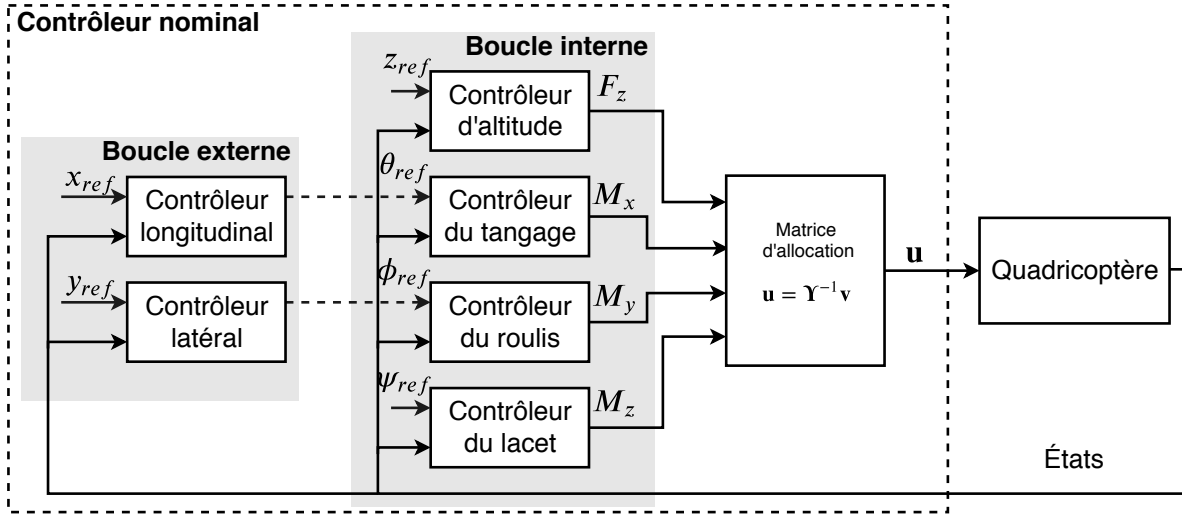 Contrôleur nominal
Boucle interne
z_ref
Contrôleur
d'altitude
F_z
Boucle externe
x_ref
Contrôleur
longitudinal
θ_ref
Contrôleur
du tangage
M_x
y_ref
Contrôleur
latéral
ϕ_ref
Contrôleur
du roulis
M_y
ψ_ref
Contrôleur
du lacet
M_z
Matrice
d'allocation
u = Υ⁻¹v
u
Quadricoptère
États